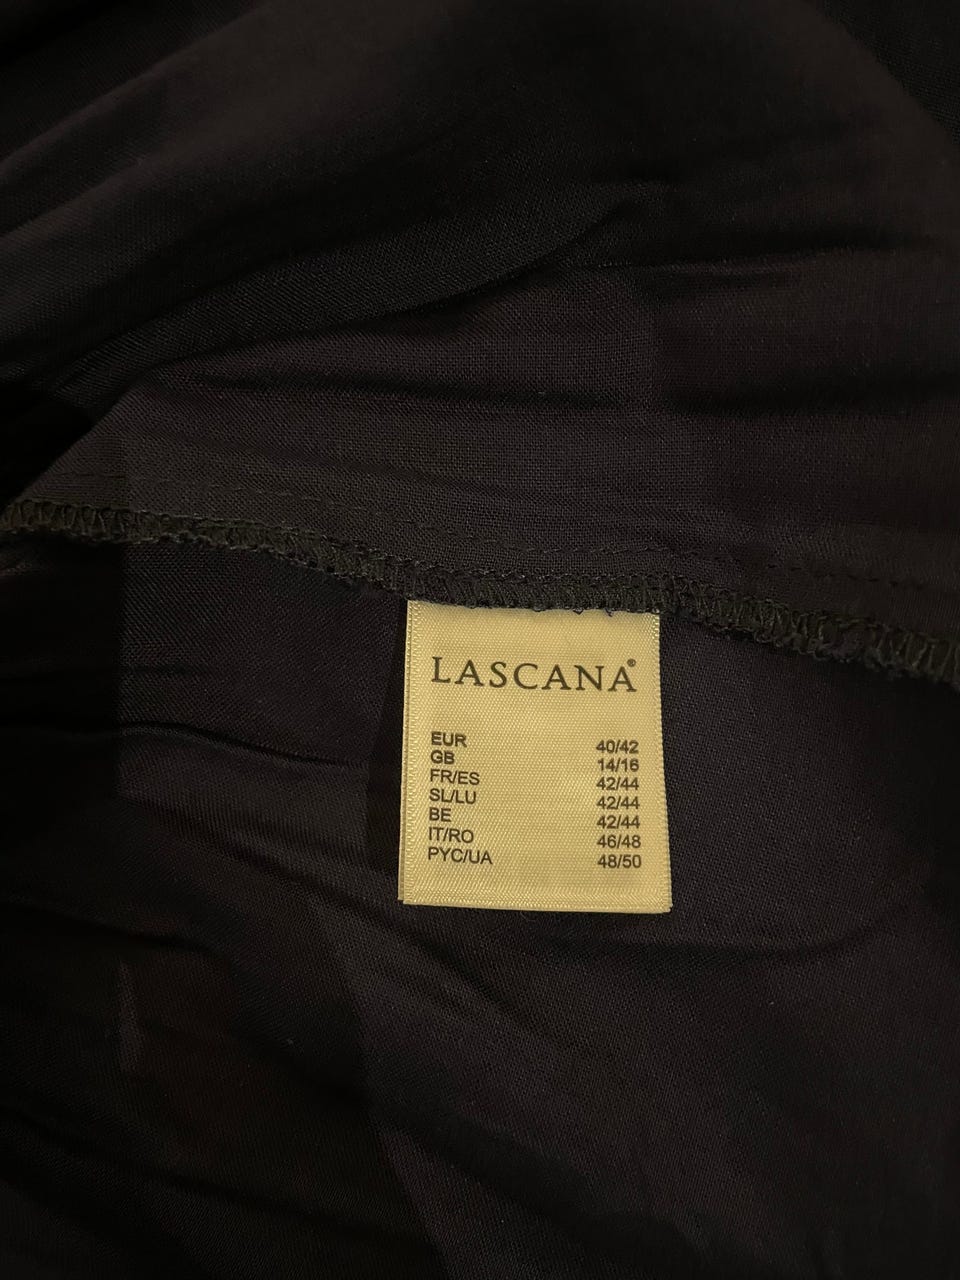 LASCANA®
EUR 40/42
GB 14/16
FR/ES 42/44
SL/LU 42/44
BE 42/44
IT/RO 46/48
PYC/UA 48/50